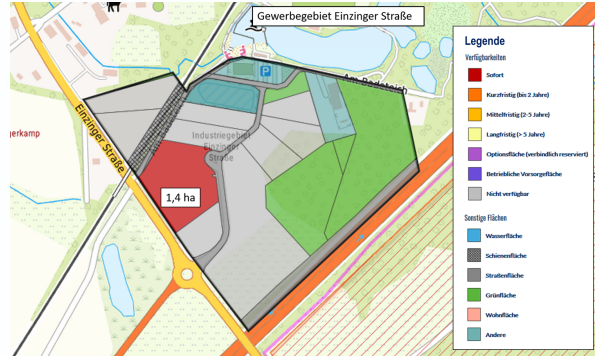 Gewerbegebiet Einzinger Straße
Am Badeteich
P
Einzinger Straße
Industriegebiet
Einzinger
Straße
gerkamp
1,4 ha
Legende
Verfügbarkeiten
Sofort
Kurzfristig (bis 2 Jahre)
Mittelfristig (2-5 Jahre)
Langfristig (> 5 Jahre)
Optionsfläche (verbindlich reserviert)
Betriebliche Vorsorgefläche
Nicht verfügbar
Sonstige Flächen
Wasserfläche
Schienenfläche
Straßenfläche
Grünfläche
Wohnfläche
Andere